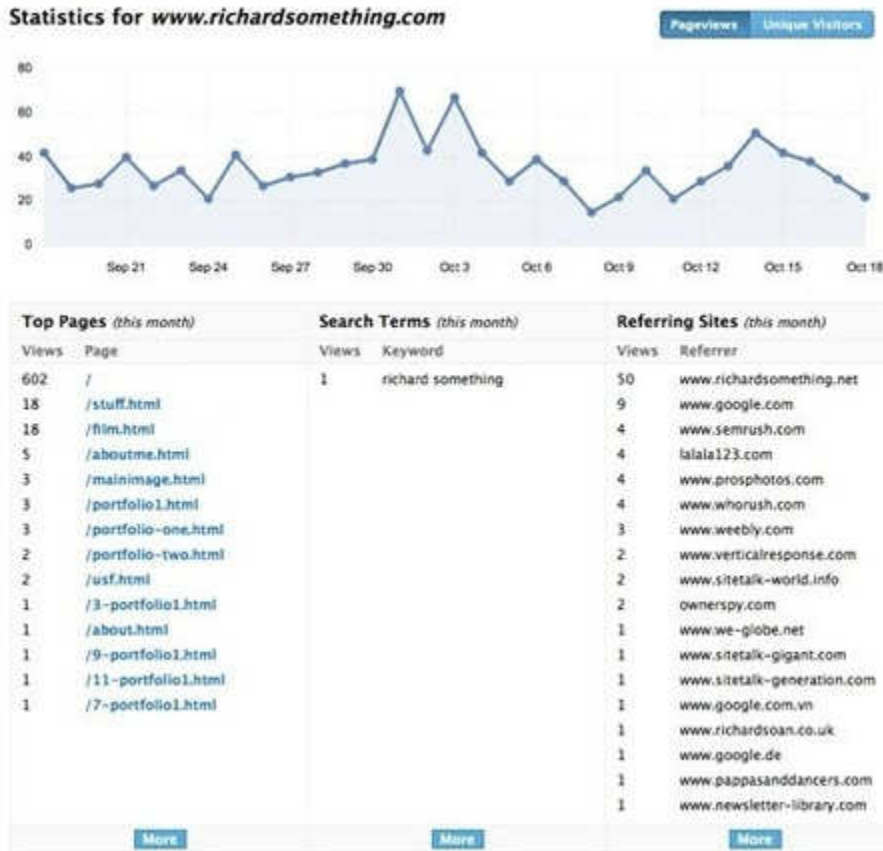 Statistics for www.richardsomething.com
Pageviews Unique Visitors
80
60
40
20
0
Sep 21 Sep 24 Sep 27 Sep 30 Oct 3 Oct 6 Oct 9 Oct 12 Oct 15 Oct 18
Top Pages (this month)
Views Page
602 /
18 /stuff.html
18 /film.html
5 /aboutme.html
3 /mainimage.html
3 /portfolio1.html
3 /portfolio-one.html
2 /portfolio-two.html
2 /usf.html
1 /3-portfolio1.html
1 /about.html
1 /9-portfolio1.html
1 /11-portfolio1.html
1 /7-portfolio1.html
More
Search Terms (this month)
Views Keyword
1 richard something
More
Referring Sites (this month)
Views Referrer
50 www.richardsomething.net
9 www.google.com
4 www.semrush.com
4 lalala123.com
4 www.prosphotos.com
4 www.whorush.com
3 www.weebly.com
2 www.verticalresponse.com
2 www.sitetalk-world.info
2 ownerspy.com
1 www.we-globe.net
1 www.sitetalk-gigant.com
1 www.sitetalk-generation.com
1 www.google.com.vn
1 www.richardsoan.co.uk
1 www.google.de
1 www.pappasanddancers.com
1 www.newsletter-library.com
More